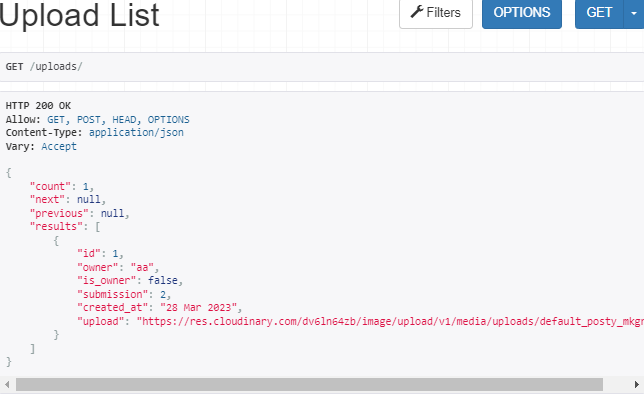 Upload List
Filters
OPTIONS
GET
GET /uploads/
HTTP 200 OK
Allow: GET, POST, HEAD, OPTIONS
Content-Type: application/json
Vary: Accept
{
"count": 1,
"next": null,
"previous": null,
"results": [
{
"id": 1,
"owner": "aa",
"is_owner": false,
"submission": 2,
"created_at": "28 Mar 2023",
"upload": "https://res.cloudinary.com/dv6ln64zb/image/upload/v1/media/uploads/default_posty_mkgr
}
]
}